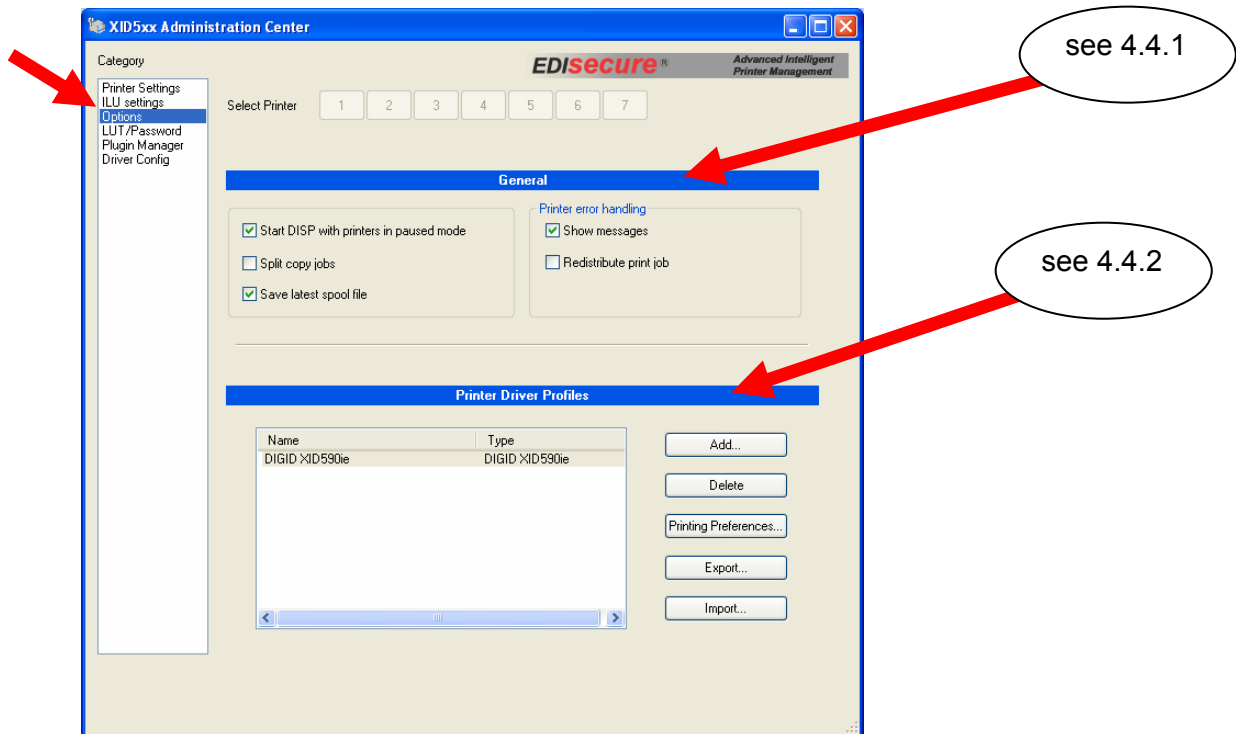 XID5xx Administration Center
see 4.4.1
Category
EDIsecure ®
Advanced Intelligent
Printer Management
Printer Settings
ILU settings
Options
LUT/Password
Plugin Manager
Driver Config
Select Printer
1 2 3 4 5 6 7
General
Start DISP with printers in paused mode
Split copy jobs
Save latest spool file
Printer error handling
Show messages
Redistribute print job
see 4.4.2
Printer Driver Profiles
Name Type
DIGID XID590ie DIGID XID590ie
Add...
Delete
Printing Preferences...
Export...
Import...